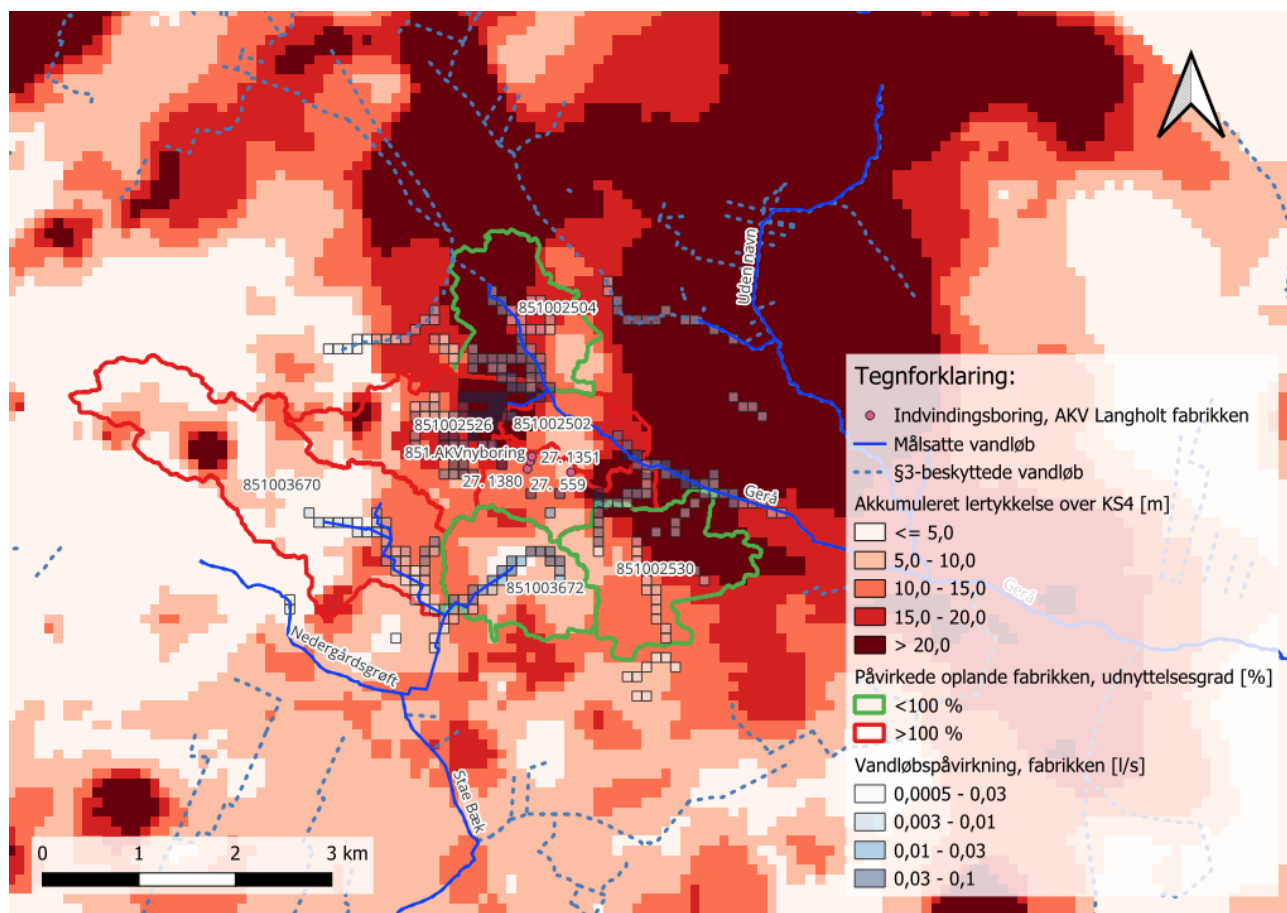 Uden navn
851002504
851002526
851002502
851.AKVnyboring
27. 1351
27. 1380
27. 559
851003670
Gerå
851002530
851003672
Gerå
Nedergårdsgrøft
Stae Bæk
0 1 2 3 km
Tegnforklaring:
Indvindingsboring, AKV Langholt fabrikken
Målsatte vandløb
§3-beskyttede vandløb
Akkumuleret lertykkelse over KS4 [m]
<= 5,0
5,0 - 10,0
10,0 - 15,0
15,0 - 20,0
> 20,0
Påvirkede oplande fabrikken, udnyttelsesgrad [%]
<100 %
>100 %
Vandløbspåvirkning, fabrikken [l/s]
0,0005 - 0,03
0,003 - 0,01
0,01 - 0,03
0,03 - 0,1